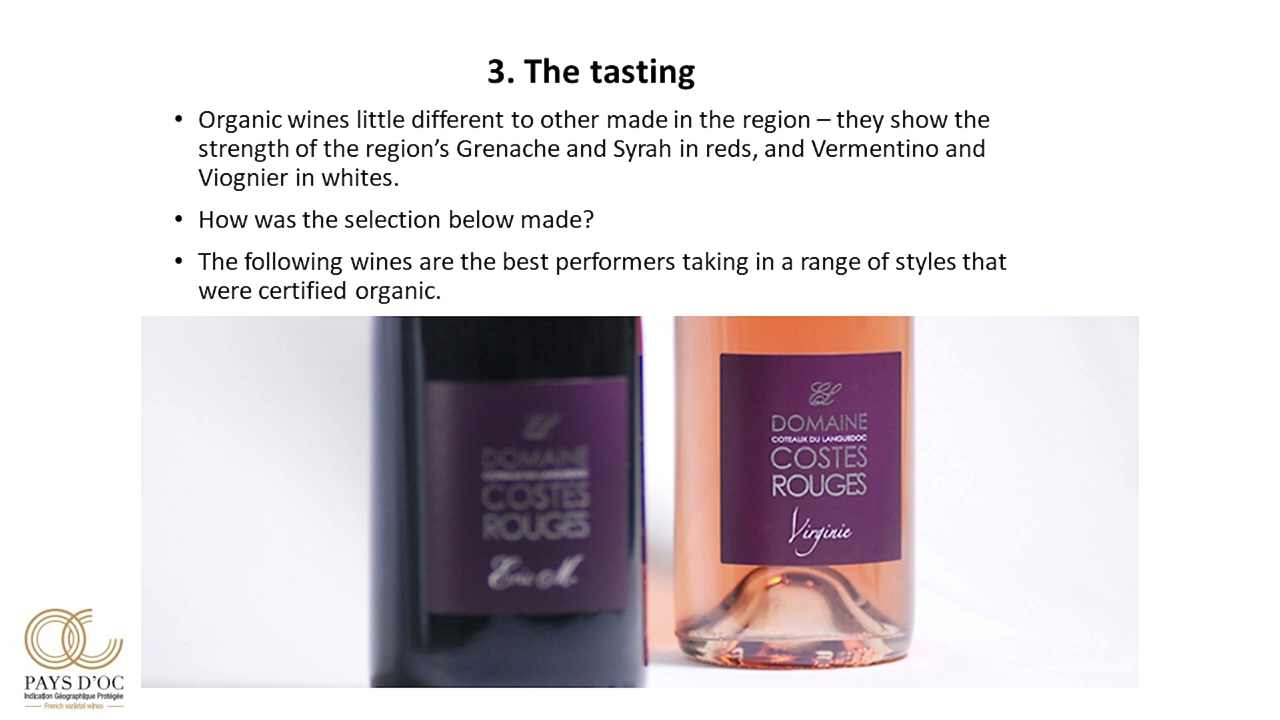 3. The tasting
• Organic wines little different to other made in the region – they show the
strength of the region’s Grenache and Syrah in reds, and Vermentino and
Viognier in whites.
• How was the selection below made?
• The following wines are the best performers taking in a range of styles that
were certified organic.
DOMAINE
COSTES
ROUGES
Eric M.
DOMAINE
COTEAUX DU LANGUEDOC
COSTES
ROUGES
Virginie
PAYS D'OC
Indication Géographique Protégée
French varietal wines